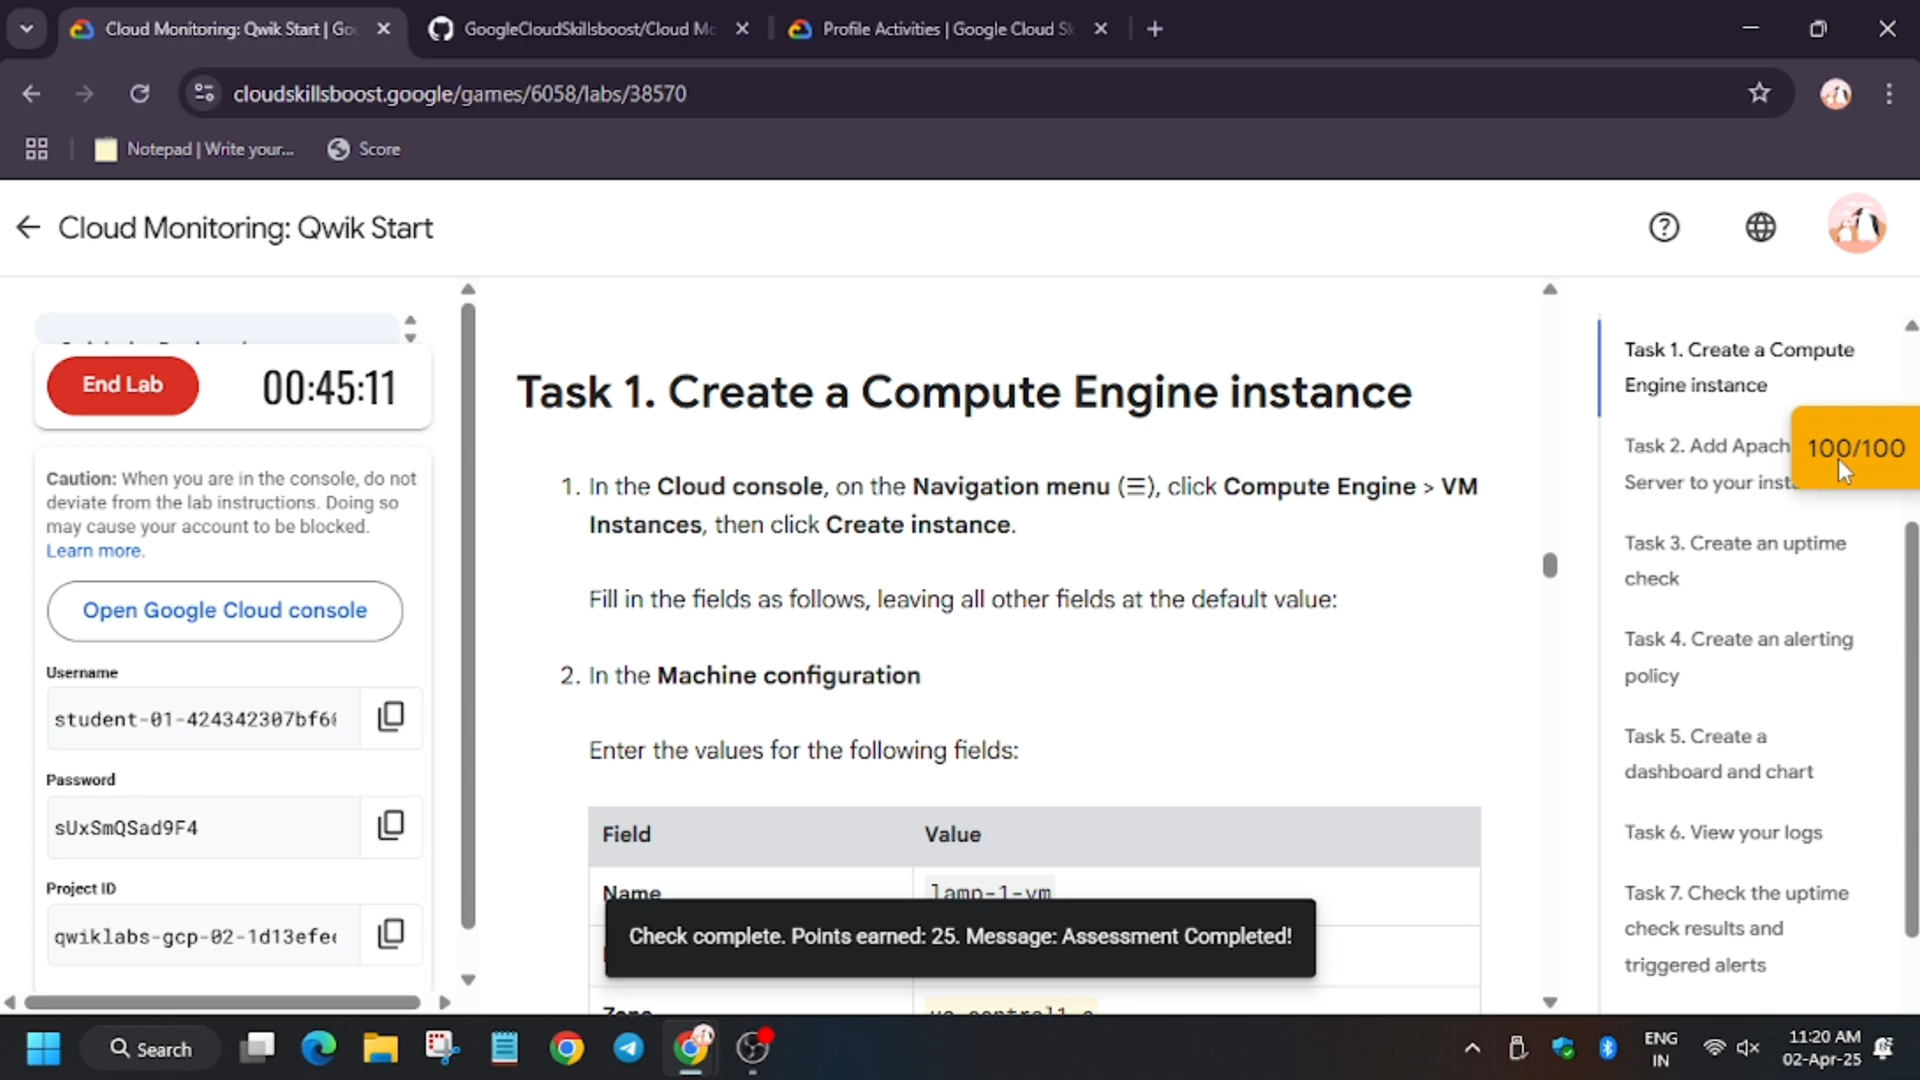 Cloud Monitoring: Qwik Start | Go
GoogleCloudSkillsboost/Cloud Mo
Profile Activities | Google Cloud Sk
cloudskillsboost.google/games/6058/labs/38570
Notepad | Write your...
Score
Cloud Monitoring: Qwik Start
End Lab
00:45:11
Caution: When you are in the console, do not
deviate from the lab instructions. Doing so
may cause your account to be blocked.
Learn more.
Open Google Cloud console
Username
student-01-424342307bf6
Password
sUxSmQSad9F4
Project ID
qwiklabs-gcp-02-1d13efe
Task 1. Create a Compute Engine instance
1. In the Cloud console, on the Navigation menu (☰), click Compute Engine > VM
Instances, then click Create instance.
Fill in the fields as follows, leaving all other fields at the default value:
2. In the Machine configuration
Enter the values for the following fields:
Field Value
Name lamp-1-vm
Check complete. Points earned: 25. Message: Assessment Completed!
Task 1. Create a Compute
Engine instance
Task 2. Add Apach
Server to your inst
100/100
Task 3. Create an uptime
check
Task 4. Create an alerting
policy
Task 5. Create a
dashboard and chart
Task 6. View your logs
Task 7. Check the uptime
check results and
triggered alerts
Search
ENG
IN
11:20 AM
02-Apr-25